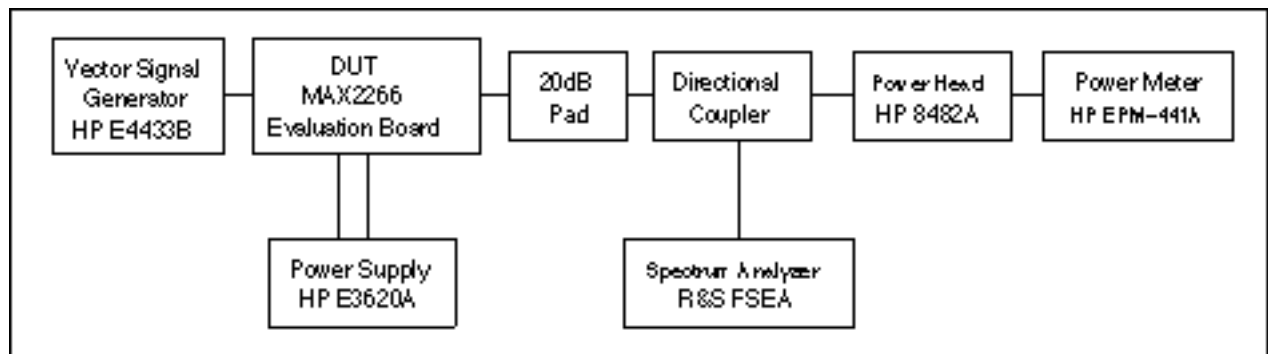 Vector Signal
Generator
HP E4433B
DUT
MAX2266
Evaluation Board
20dB
Pad
Directional
Coupler
Power Head
HP 8482A
Power Meter
HP EPM-441A
Power Supply
HP E3620A
Spectrum Analyzer
R&S FSEA